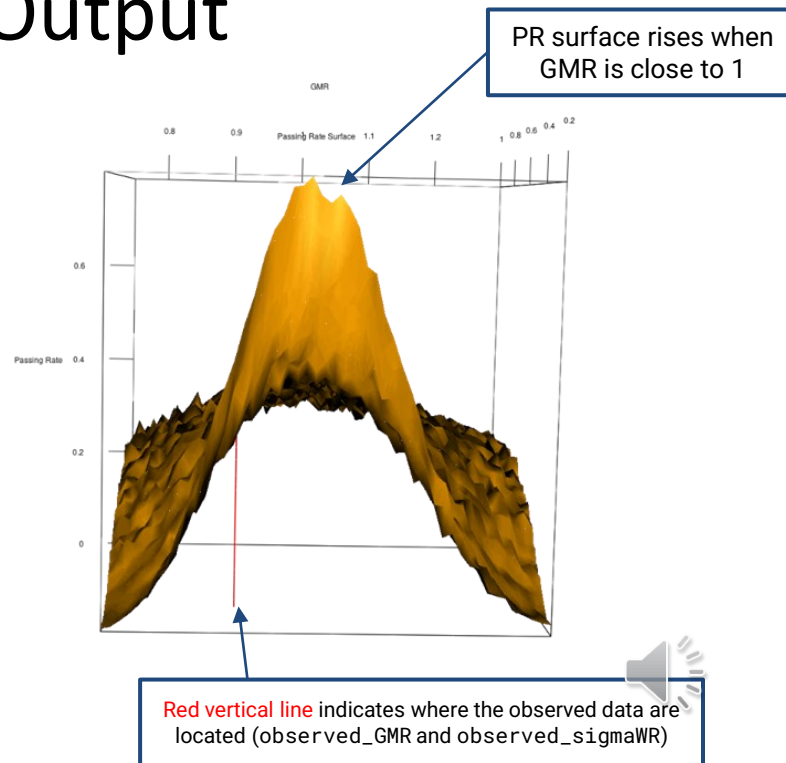 Output
PR surface rises when
GMR is close to 1
GMR
0.8
0.9
Passing Rate Surface
1.1
1.2
1
0.8
0.6
0.4
0.2
0.6
Passing Rate
0.4
0.2
0
Red vertical line indicates where the observed data are
located (observed_GMR and observed_sigmaWR)